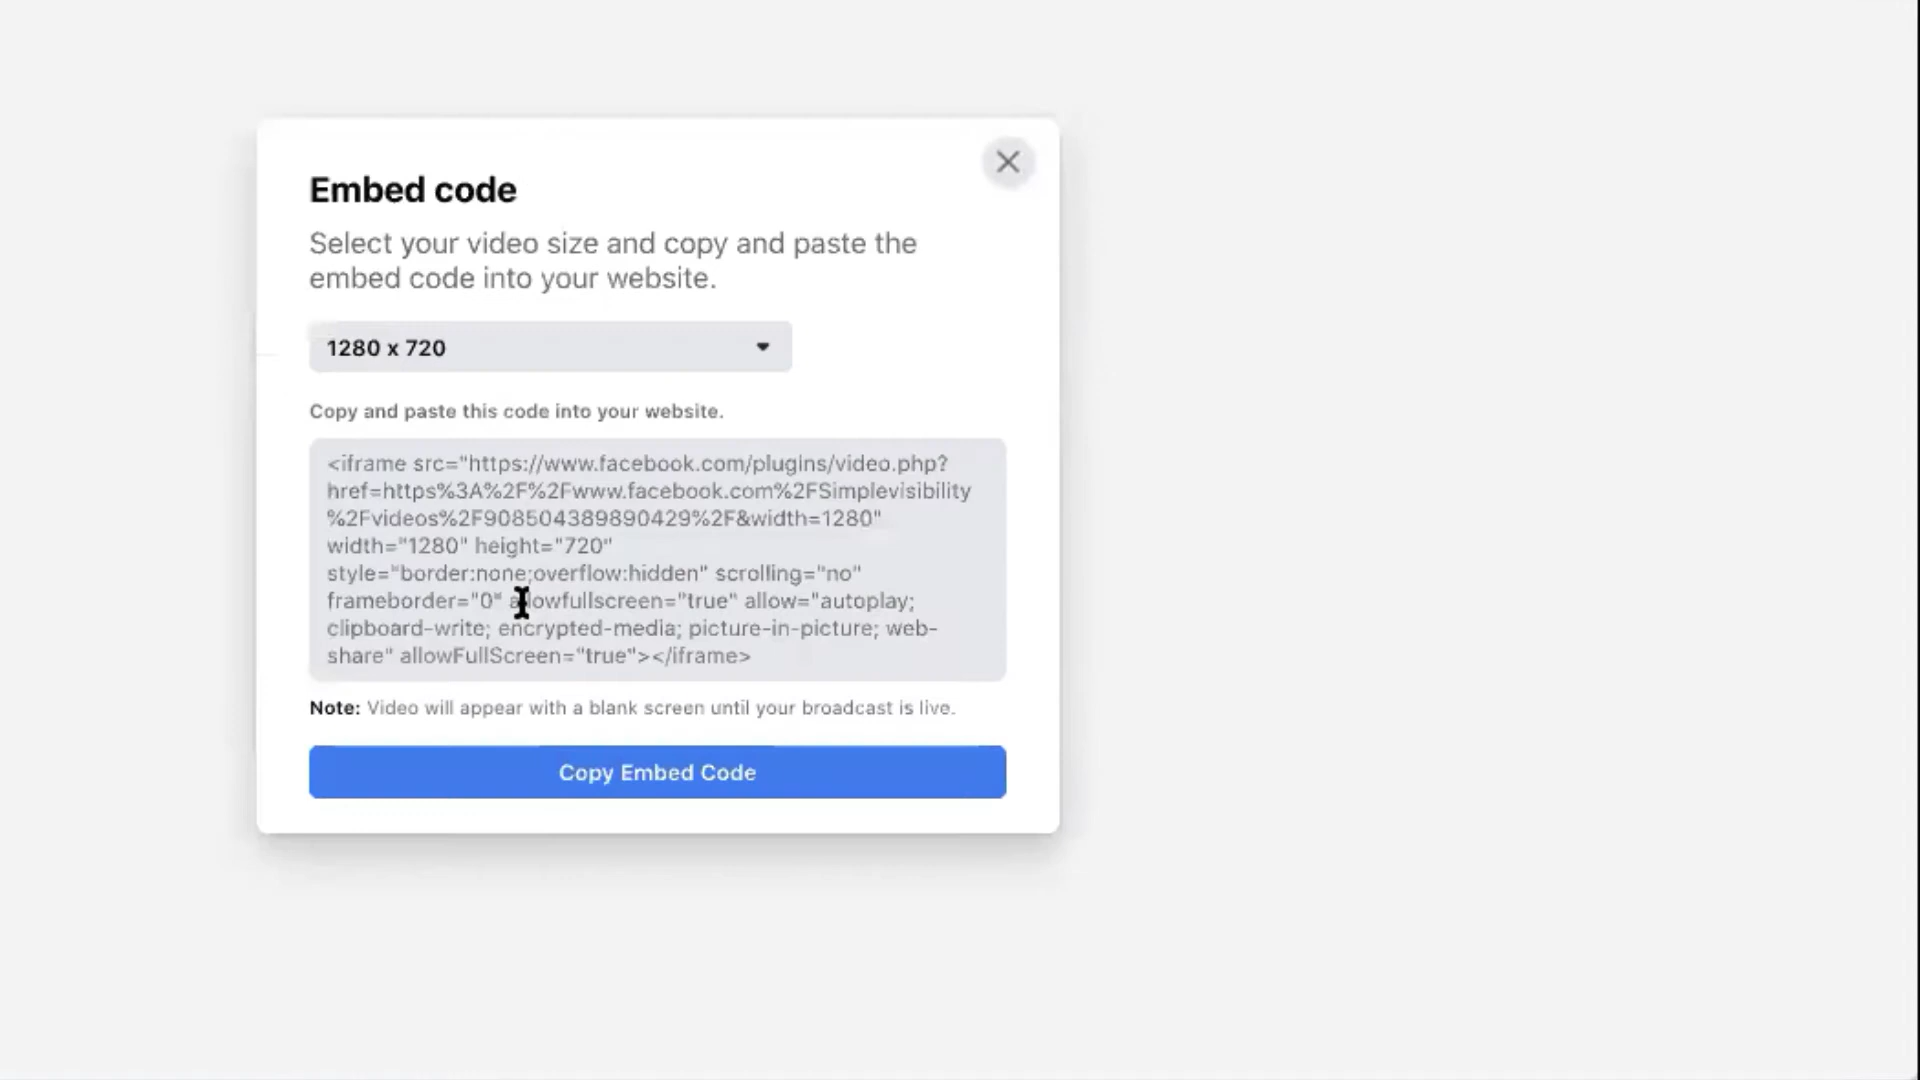 Embed code
Select your video size and copy and paste the
embed code into your website.
1280 x 720
Copy and paste this code into your website.
<iframe src="https://www.facebook.com/plugins/video.php?
href=https%3A%2F%2Fwww.facebook.com%2FSimplevisibility
%2Fvideos%2F908504389890429%2F&width=1280"
width="1280" height="720"
style="border:none;overflow:hidden" scrolling="no"
frameborder="0" allowfullscreen="true" allow="autoplay;
clipboard-write; encrypted-media; picture-in-picture; web-
share" allowFullScreen="true"></iframe>
Note: Video will appear with a blank screen until your broadcast is live.
Copy Embed Code